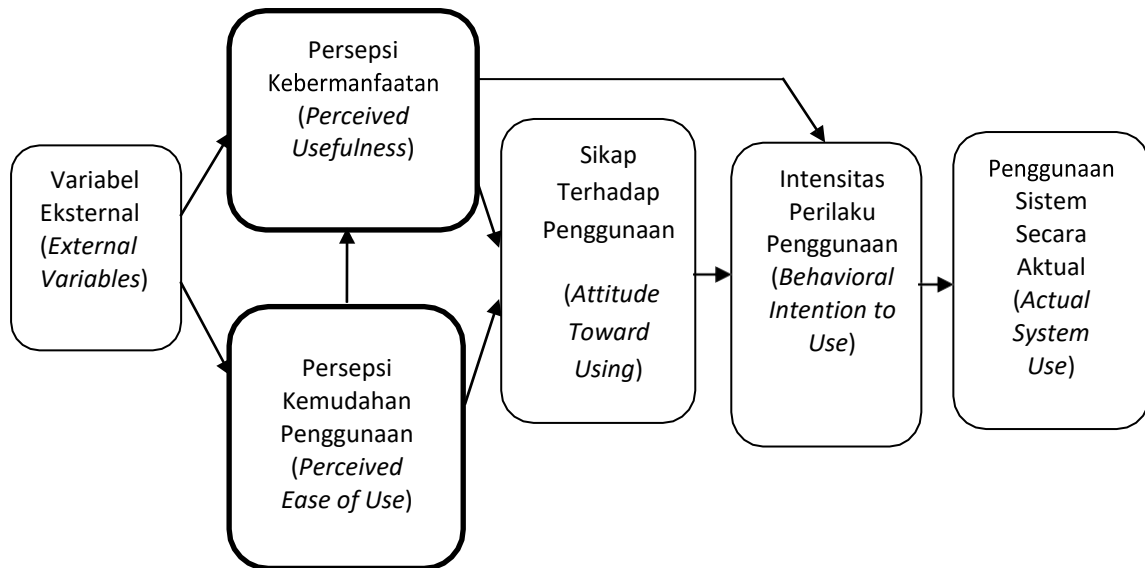 Variabel
Eksternal
(External
Variables)
Persepsi
Kebermanfaatan
(Perceived
Usefulness)
Persepsi
Kemudahan
Penggunaan
(Perceived
Ease of Use)
Sikap
Terhadap
Penggunaan
(Attitude
Toward
Using)
Intensitas
Perilaku
Penggunaan
(Behavioral
Intention to
Use)
Penggunaan
Sistem
Secara
Aktual
(Actual
System
Use)